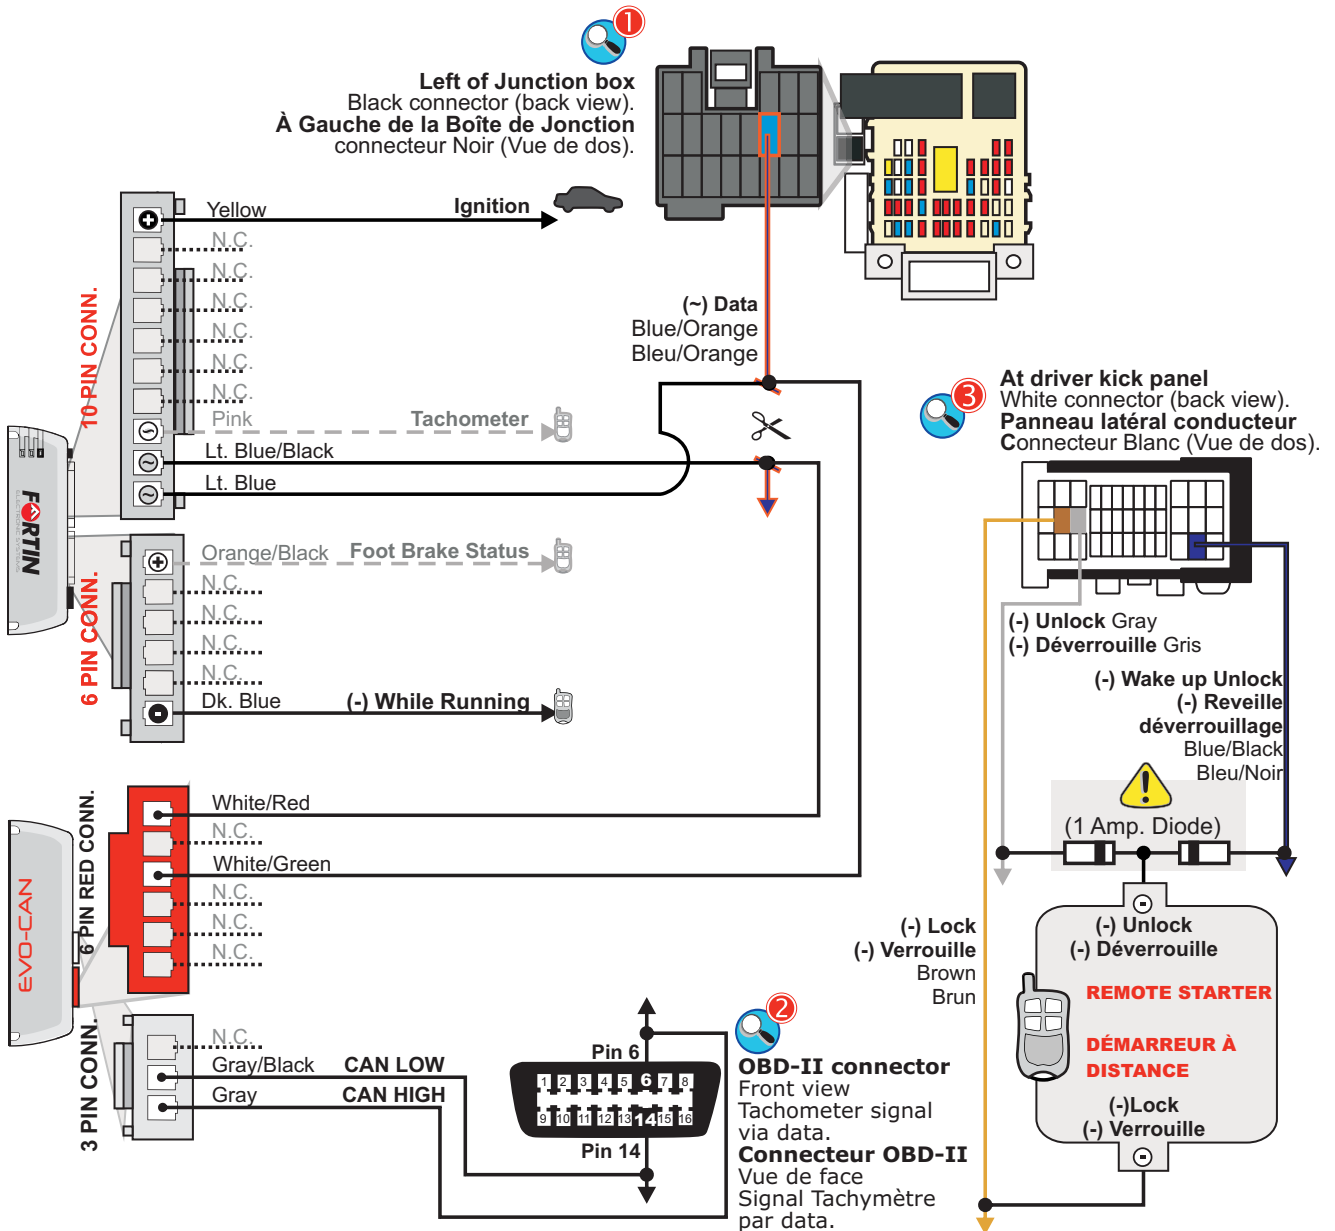 1
Left of Junction box
Black connector (back view).
À Gauche de la Boîte de Jonction
connecteur Noir (Vue de dos).
10 PIN CONN.
Yellow
Ignition
N.C.
N.C.
N.C.
N.C.
N.C.
N.C.
Pink
Tachometer
Lt. Blue/Black
Lt. Blue
(~) Data
Blue/Orange
Bleu/Orange
FORTIN
6 PIN CONN.
Orange/Black
Foot Brake Status
N.C.
N.C.
N.C.
N.C.
Dk. Blue
(-) While Running
3
At driver kick panel
White connector (back view).
Panneau latéral conducteur
Connecteur Blanc (Vue de dos).
(-) Unlock Gray
(-) Déverrouille Gris
(-) Wake up Unlock
(-) Reveille
déverrouillage
Blue/Black
Bleu/Noir
(1 Amp. Diode)
EVO-CAN
6 PIN RED CONN.
White/Red
N.C.
White/Green
N.C.
N.C.
N.C.
(-) Lock
(-) Verrouille
Brown
Brun
(-) Unlock
(-) Déverrouille
REMOTE STARTER
DÉMARREUR À
DISTANCE
(-)Lock
(-) Verrouille
3 PIN CONN.
N.C.
Gray/Black
CAN LOW
Gray
CAN HIGH
Pin 6
1 2 3 4 5 6 7 8
9 10 11 12 13 14 15 16
Pin 14
2
OBD-II connector
Front view
Tachometer signal
via data.
Connecteur OBD-II
Vue de face
Signal Tachymètre
par data.